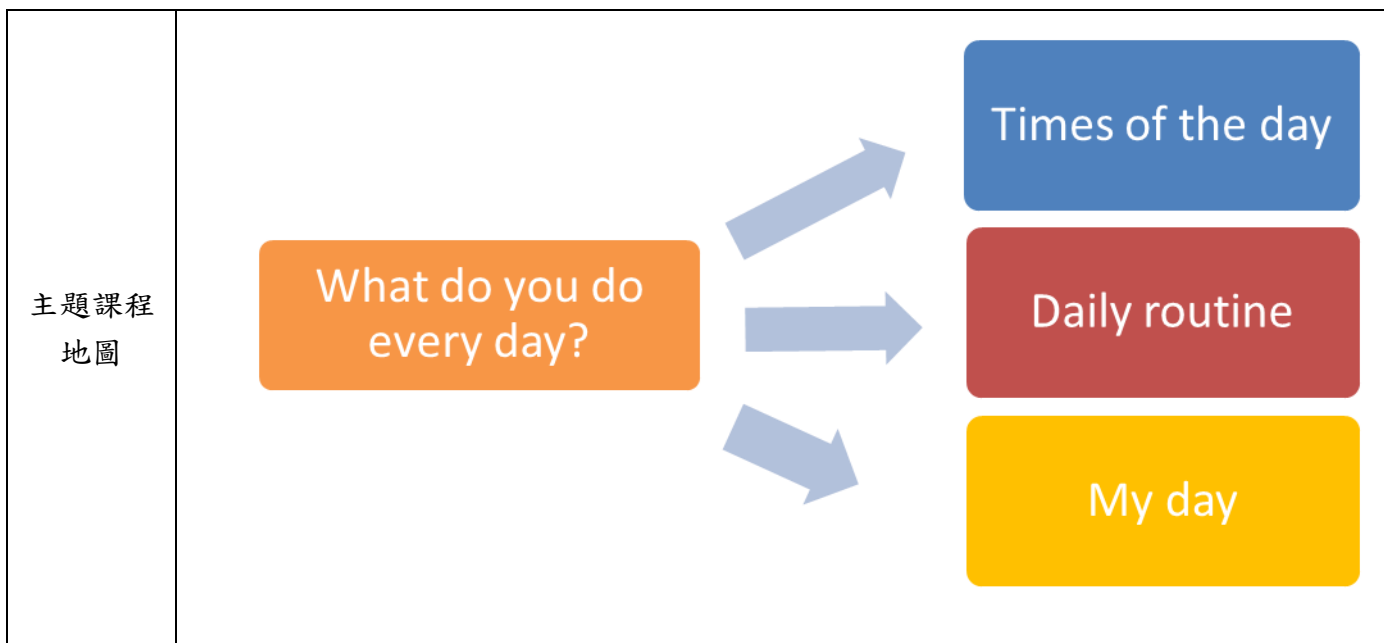 主題課程
地圖
What do you do
every day?
Times of the day
Daily routine
My day